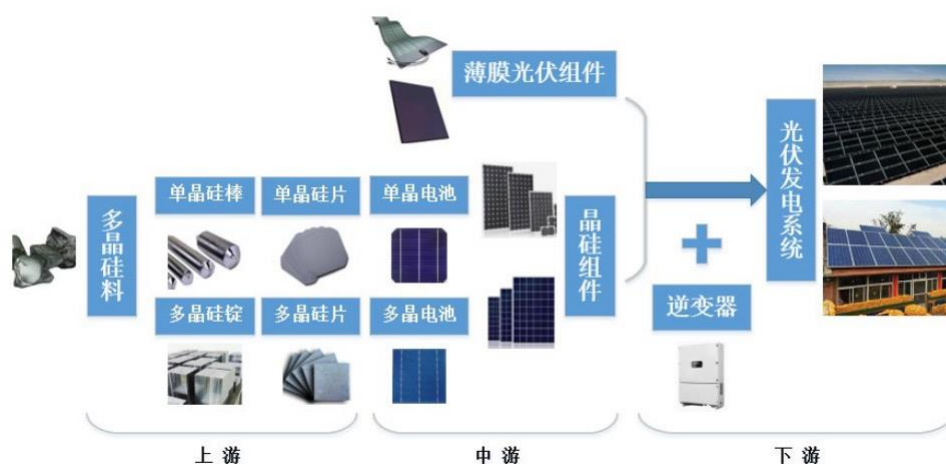 薄膜光伏组件
多晶硅料
单晶硅棒
单晶硅片
单晶电池
多晶硅锭
多晶硅片
多晶电池
晶硅组件
逆变器
光伏发电系统
上游
中游
下游